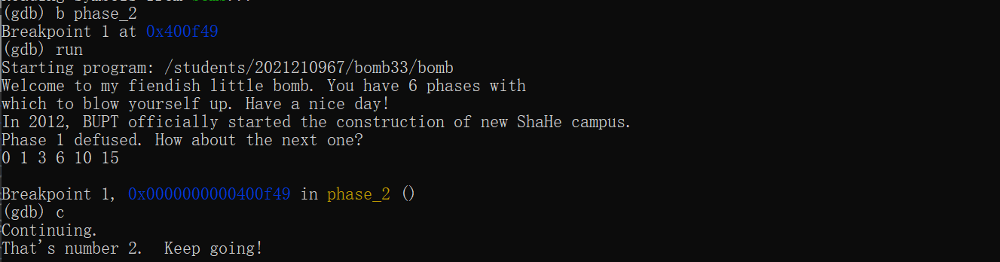 (gdb) b phase_2
Breakpoint 1 at 0x400f49
(gdb) run
Starting program: /students/2021210967/bomb33/bomb
Welcome to my fiendish little bomb. You have 6 phases with
which to blow yourself up. Have a nice day!
In 2012, BUPT officially started the construction of new ShaHe campus.
Phase 1 defused. How about the next one?
0 1 3 6 10 15
Breakpoint 1, 0x0000000000400f49 in phase_2 ()
(gdb) c
Continuing.
That's number 2.  Keep going!